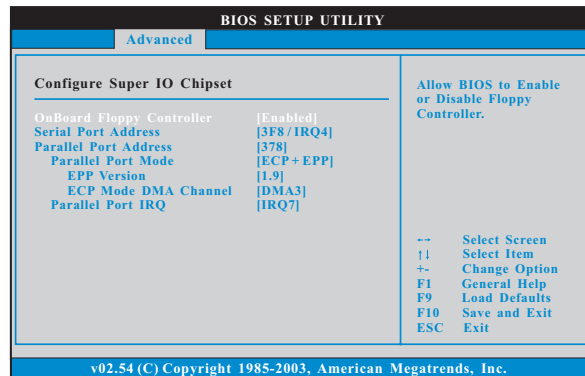 BIOS SETUP UTILITY
Advanced
Configure Super IO Chipset
OnBoard Floppy Controller [Enabled]
Serial Port Address [3F8 / IRQ4]
Parallel Port Address [378]
Parallel Port Mode [ECP + EPP]
EPP Version [1.9]
ECP Mode DMA Channel [DMA3]
Parallel Port IRQ [IRQ7]
Allow BIOS to Enable
or Disable Floppy
Controller.
←→ Select Screen
↑↓ Select Item
+- Change Option
F1 General Help
F9 Load Defaults
F10 Save and Exit
ESC Exit
v02.54 (C) Copyright 1985-2003, American Megatrends, Inc.